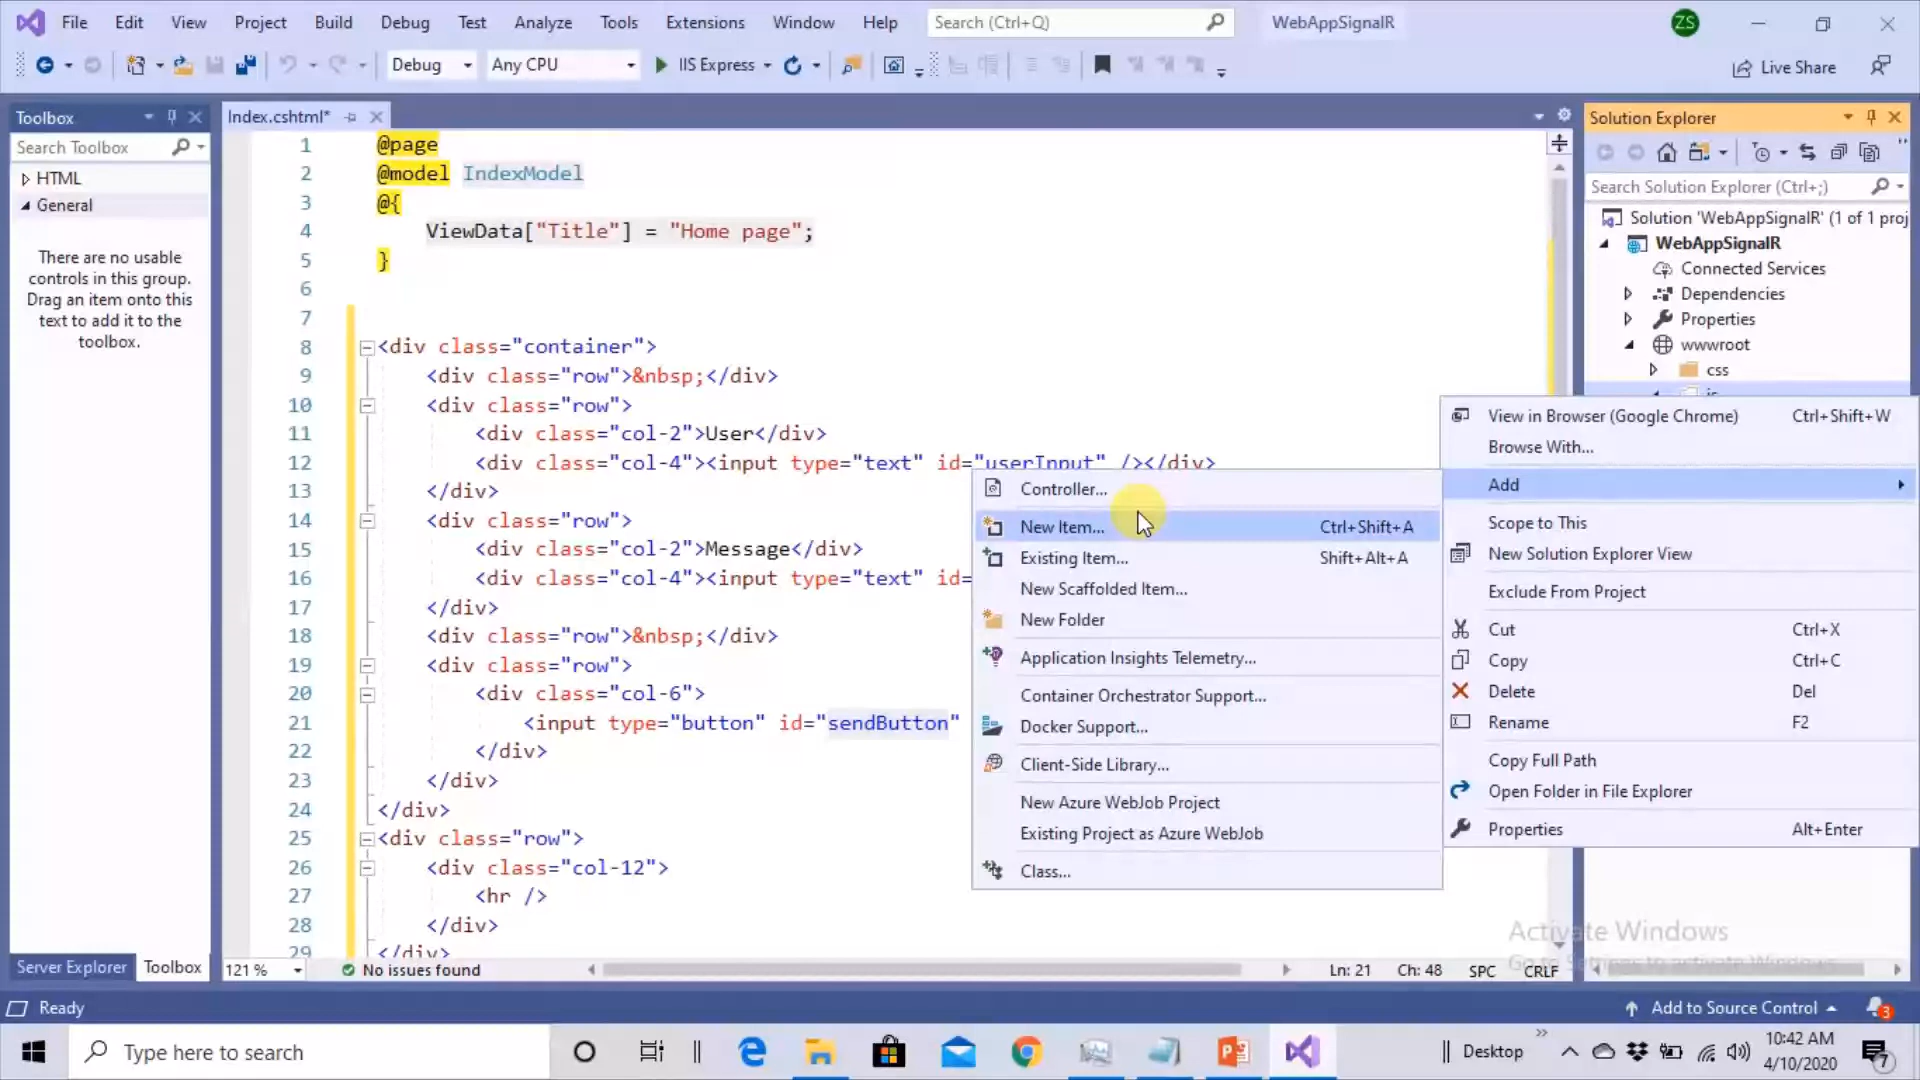 File Edit View Project Build Debug Test Analyze Tools Extensions Window Help Search (Ctrl+Q) WebAppSignalR ZS
Debug Any CPU IIS Express Live Share
Toolbox
Search Toolbox
HTML
General
There are no usable
controls in this group.
Drag an item onto this
text to add it to the
toolbox.
Server Explorer Toolbox
Index.cshtml*
1 @page
2 @model IndexModel
3 @{
4 ViewData["Title"] = "Home page";
5 }
6
7
8 <div class="container">
9 <div class="row">&nbsp;</div>
10 <div class="row">
11 <div class="col-2">User</div>
12 <div class="col-4"><input type="text" id="userInput" /></div>
13 </div>
14 <div class="row">
15 <div class="col-2">Message</div>
16 <div class="col-4"><input type="text" id=
17 </div>
18 <div class="row">&nbsp;</div>
19 <div class="row">
20 <div class="col-6">
21 <input type="button" id="sendButton"
22 </div>
23 </div>
24 </div>
25 <div class="row">
26 <div class="col-12">
27 <hr />
28 </div>
29 </div>
121 % No issues found Ln: 21 Ch: 48 SPC CRLF
Controller...
New Item... Ctrl+Shift+A
Existing Item... Shift+Alt+A
New Scaffolded Item...
New Folder
Application Insights Telemetry...
Container Orchestrator Support...
Docker Support...
Client-Side Library...
New Azure WebJob Project
Existing Project as Azure WebJob
Class...
Solution Explorer
Search Solution Explorer (Ctrl+;)
Solution 'WebAppSignalR' (1 of 1 proj
WebAppSignalR
Connected Services
Dependencies
Properties
wwwroot
css
View in Browser (Google Chrome) Ctrl+Shift+W
Browse With...
Add
Scope to This
New Solution Explorer View
Exclude From Project
Cut Ctrl+X
Copy Ctrl+C
Delete Del
Rename F2
Copy Full Path
Open Folder in File Explorer
Properties Alt+Enter
Activate Windows
Go to Settings to activate Windows.
Ready Add to Source Control 3
Type here to search Desktop 10:42 AM
4/10/2020 7